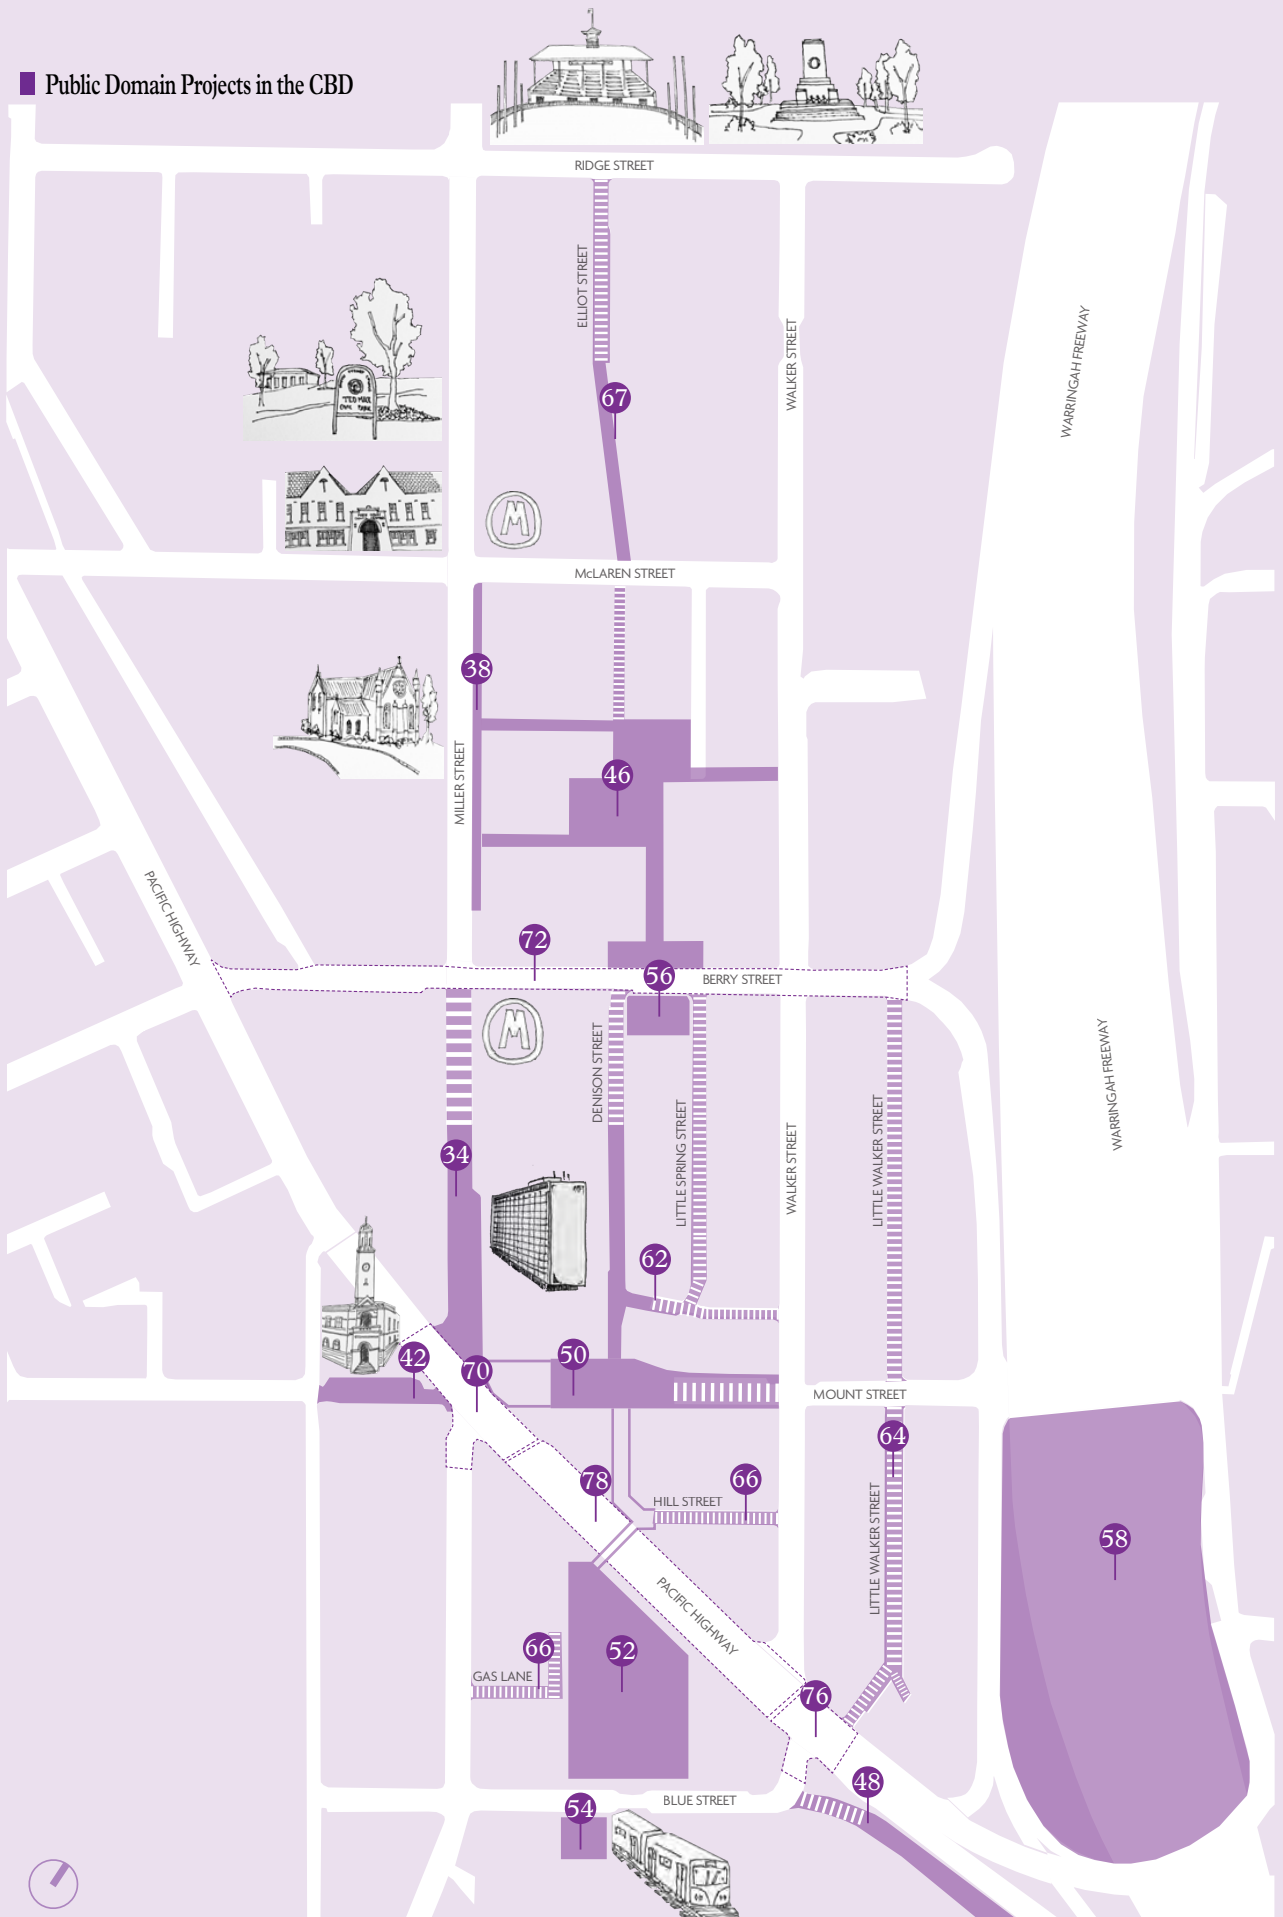 Public Domain Projects in the CBD
RIDGE STREET
ELLIOT STREET
WALKER STREET
WARRINGAH FREEWAY
67
TED MACK
M
McLAREN STREET
38
MILLER STREET
46
PACIFIC HIGHWAY
72
56
BERRY STREET
M
DENISON STREET
WARRINGAH FREEWAY
LITTLE SPRING STREET
WALKER STREET
LITTLE WALKER STREET
34
62
42
70
50
MOUNT STREET
64
78
66
HILL STREET
LITTLE WALKER STREET
58
PACIFIC HIGHWAY
66
52
GAS LANE
76
48
54
BLUE STREET